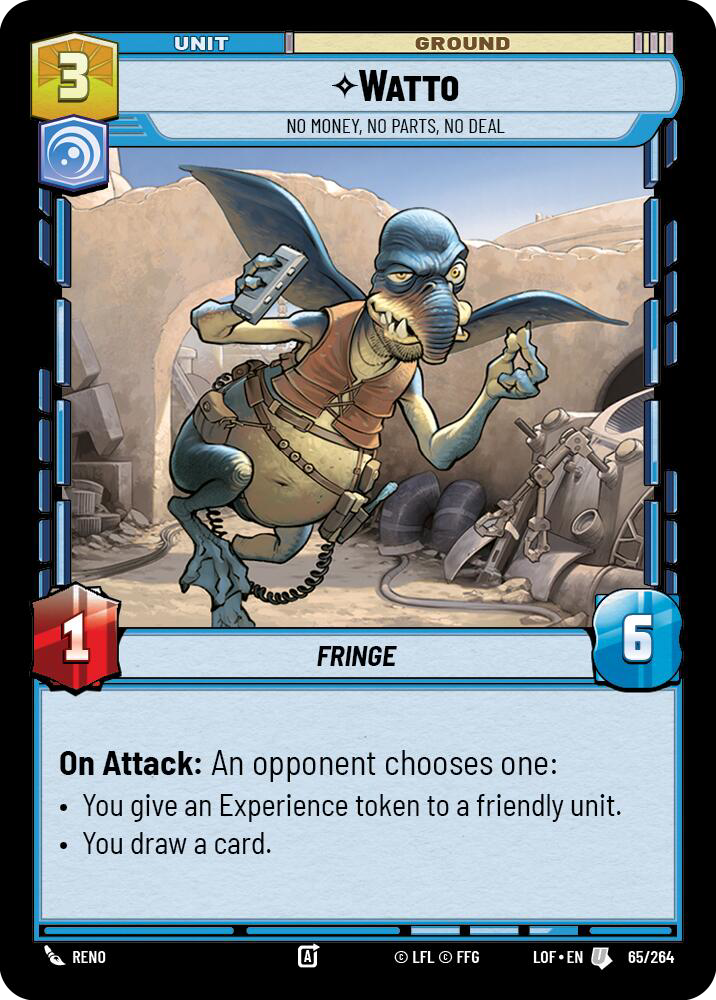 UNIT
GROUND
3
✧WATTO
NO MONEY, NO PARTS, NO DEAL
1
FRINGE
6
On Attack: An opponent chooses one:
• You give an Experience token to a friendly unit.
• You draw a card.
RENO
A
© LFL © FFG
LOF • EN
U
65/264